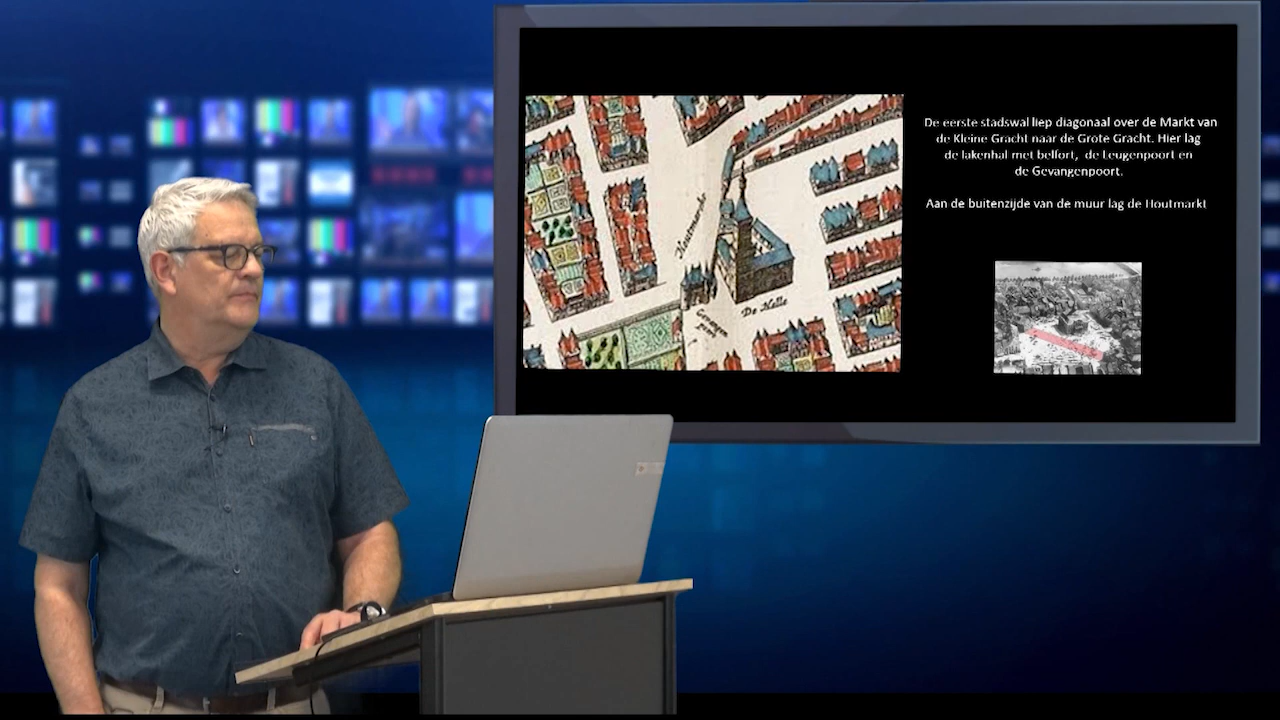 De eerste stadswal liep diagonaal over de Markt van
de Kleine Gracht naar de Grote Gracht. Hier lag
de lakenhal met belfort, de Leugenpoort en
de Gevangenpoort.
Aan de buitenzijde van de muur lag de Houtmarkt
De Halle